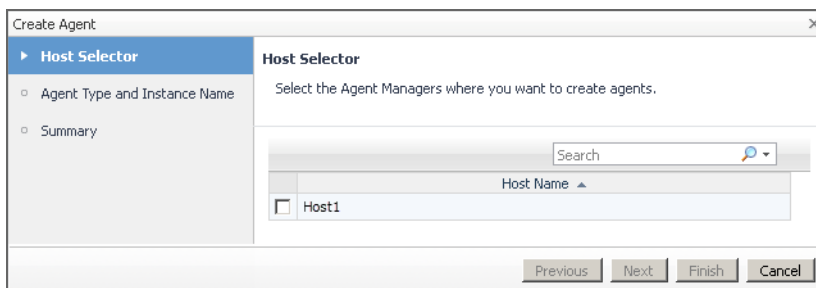 Create Agent
Host Selector
Agent Type and Instance Name
Summary
Host Selector
Select the Agent Managers where you want to create agents.
Search
Host Name
Host1
Previous
Next
Finish
Cancel